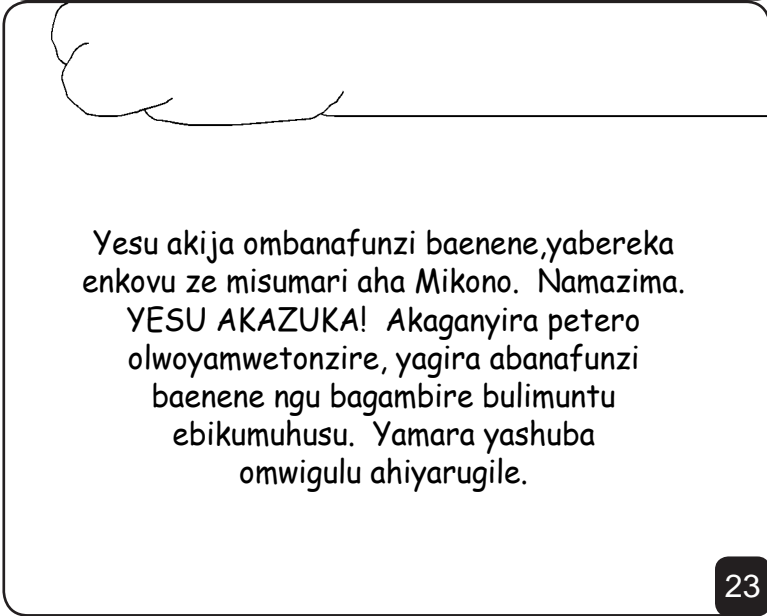 Yesu akija ombanafunzi baenene,yabereka
enkovu ze misumari aha Mikono. Namazima.
YESU AKAZUKA! Akaganyira petero
olwoyamwetonzire, yagira abanafunzi
baenene ngu bagambire bulimuntu
ebikumuhusu. Yamara yashuba
omwigulu ahiyarugile.
23